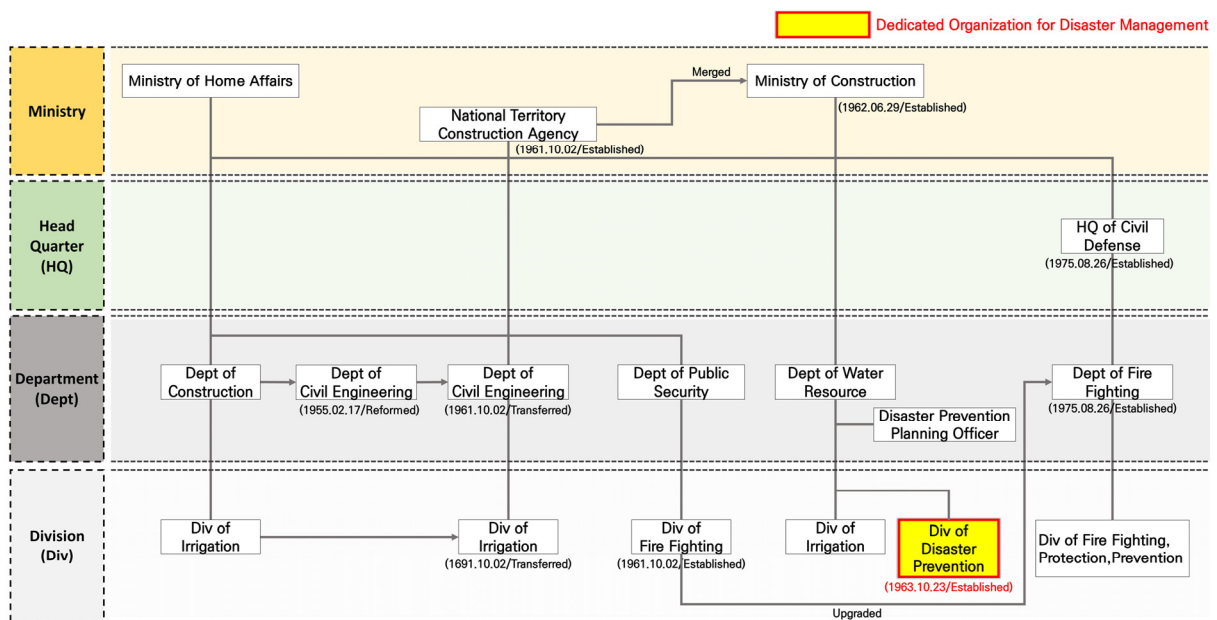 Dedicated Organization for Disaster Management
Ministry
Ministry of Home Affairs
National Territory
Construction Agency
(1961.10.02/Established)
Merged
Ministry of Construction
(1962.06.29/Established)
Head
Quarter
(HQ)
HQ of Civil
Defense
(1975.08.26/Established)
Department
(Dept)
Dept of
Construction
Dept of
Civil Engineering
(1955.02.17/Reformed)
Dept of
Civil Engineering
(1961.10.02/Transferred)
Dept of Public
Security
Dept of Water
Resource
Disaster Prevention
Planning Officer
Dept of Fire
Fighting
(1975.08.26/Established)
Division
(Div)
Div of
Irrigation
Div of
Irrigation
(1691.10.02/Transferred)
Div of
Fire Fighting
(1961.10.02/Established)
Div of
Irrigation
Div of
Disaster
Prevention
(1963.10.23/Established)
Div of Fire Fighting,
Protection,Prevention
Upgraded